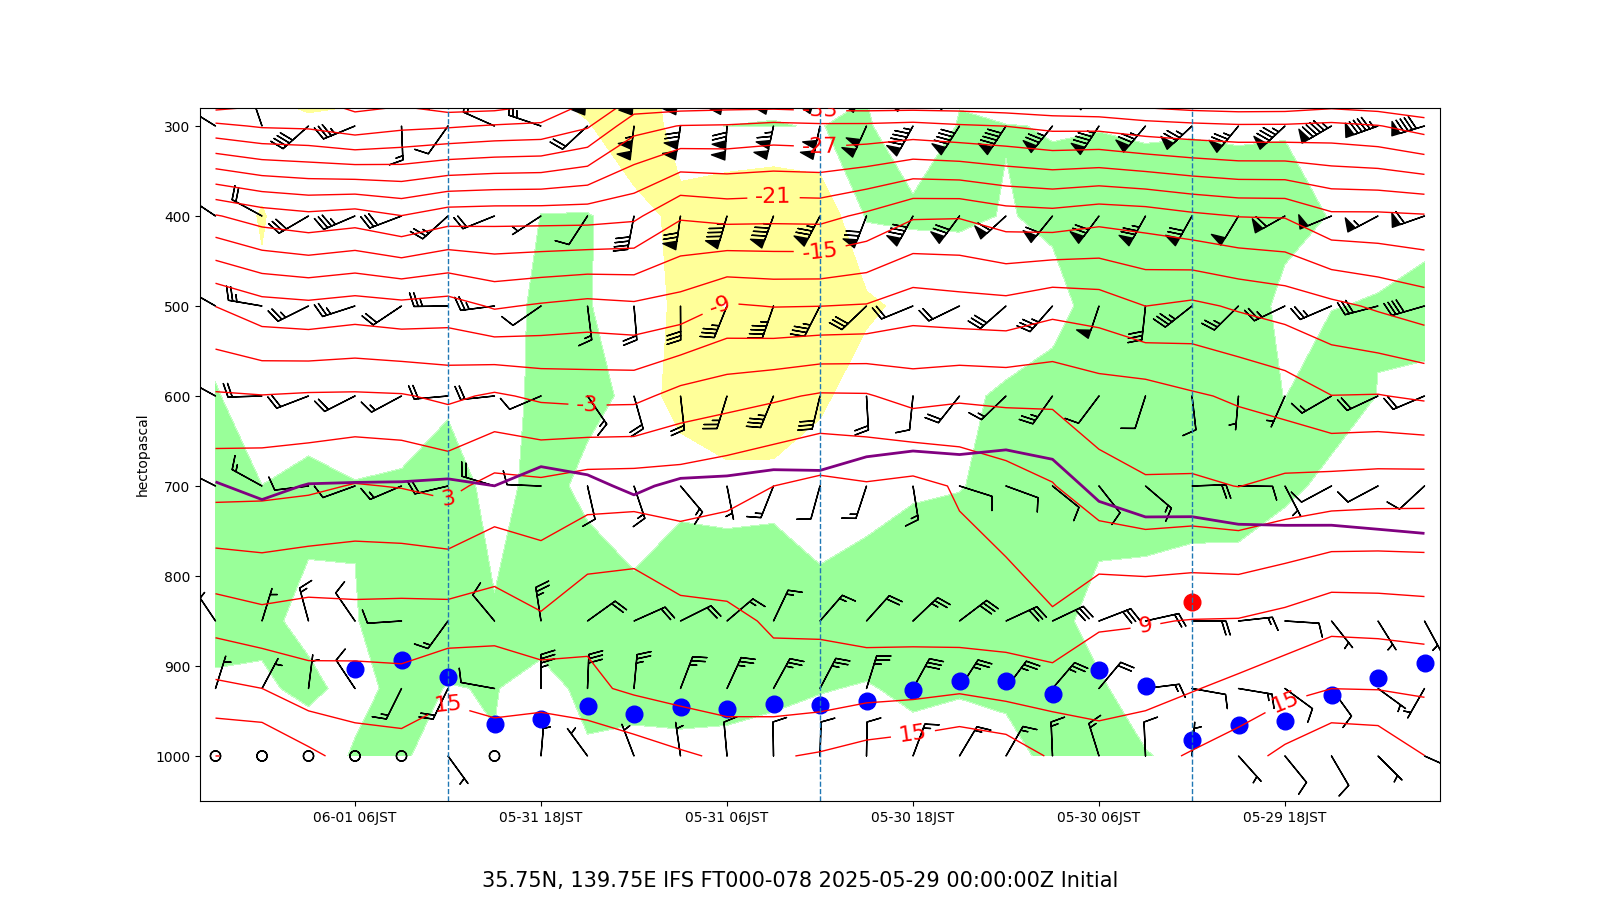 -33
300
-27
-21
400
-15
-9
500
hectopascal
600
-3
700
3
800
9
900
15
15
15
1000
06-01 06JST
05-31 18JST
05-31 06JST
05-30 18JST
05-30 06JST
05-29 18JST
35.75N, 139.75E IFS FT000-078 2025-05-29 00:00:00Z Initial